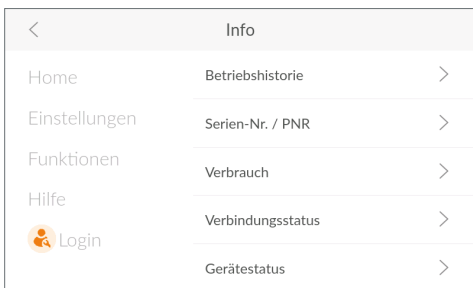 Info
Home
Einstellungen
Funktionen
Hilfe
Login
Betriebshistorie
Serien-Nr. / PNR
Verbrauch
Verbindungsstatus
Gerätestatus